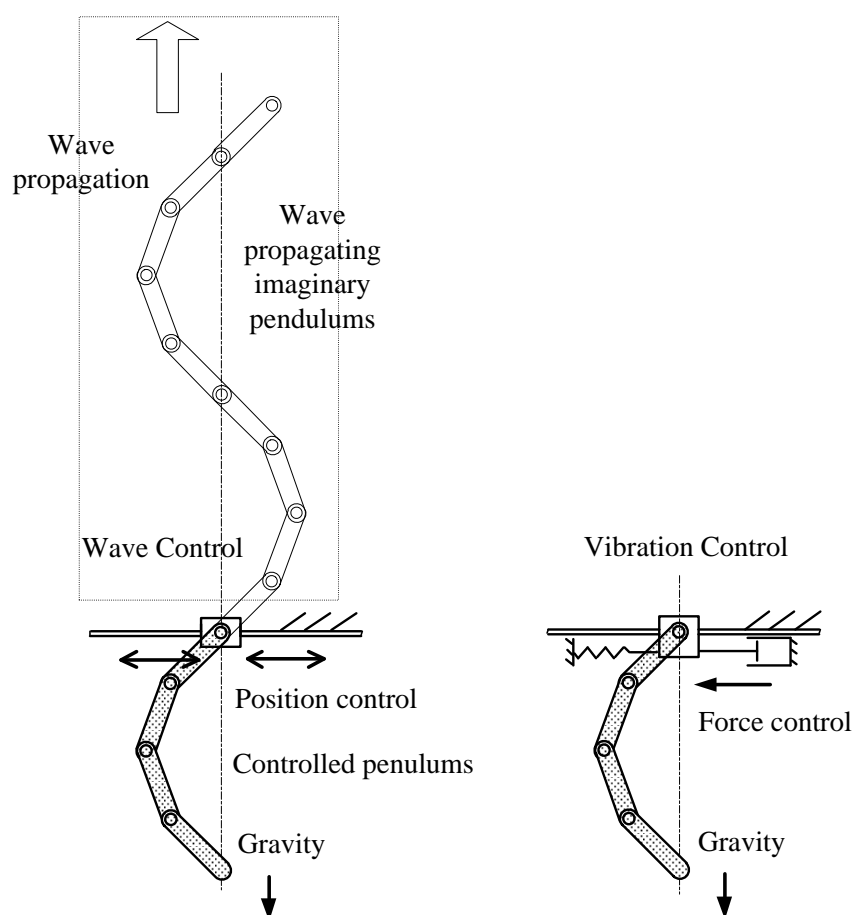 Wave
propagation
Wave
propagating
imaginary
pendulums
Wave Control
Position control
Controlled penulums
Gravity
Vibration Control
Force control
Gravity